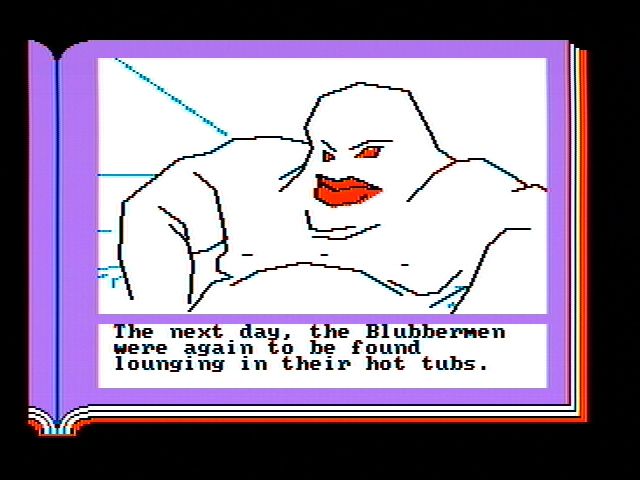 The next day, the Blubbermen
were again to be found
lounging in their hot tubs.